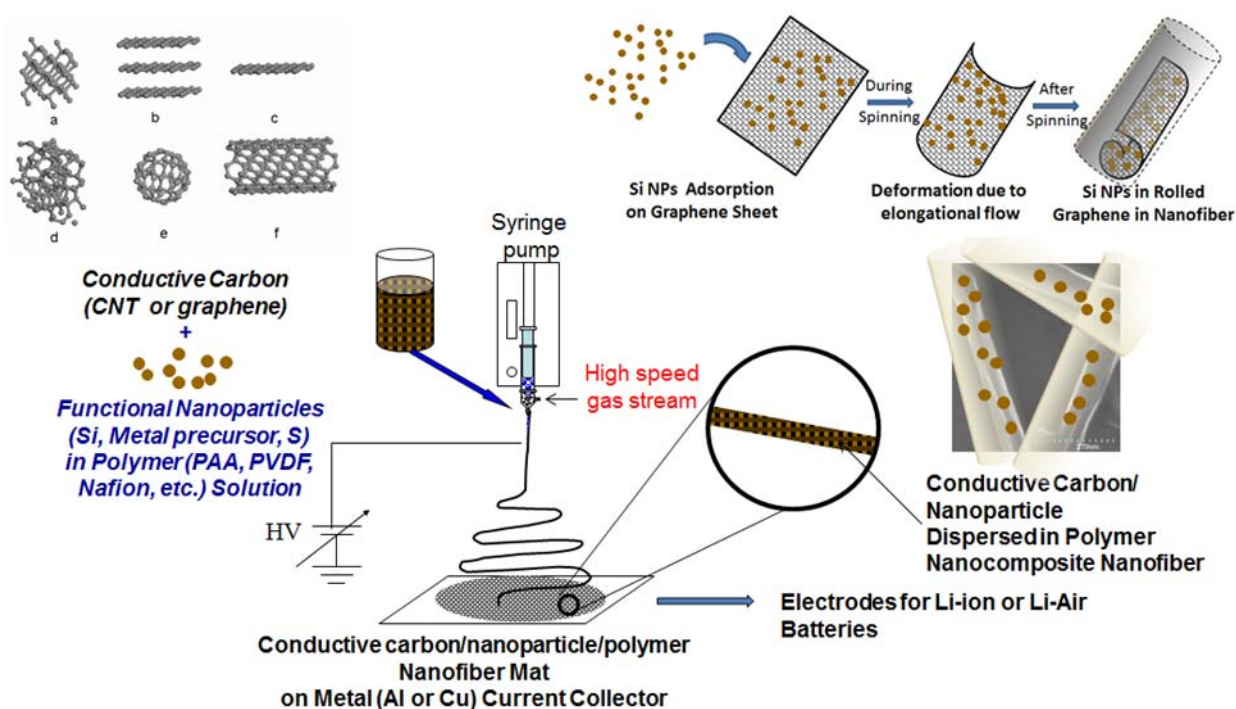 a
b
c
d
e
f
Conductive Carbon
(CNT or graphene)
+
Functional Nanoparticles
(Si, Metal precursor, S)
in Polymer (PAA, PVDF,
Nafion, etc.) Solution
Si NPs Adsorption
on Graphene Sheet
During
Spinning
Deformation due to
elongational flow
After
Spinning
Si NPs in Rolled
Graphene in Nanofiber
Syringe
pump
High speed
gas stream
HV
Conductive Carbon/
Nanoparticle
Dispersed in Polymer
Nanocomposite Nanofiber
Electrodes for Li-ion or Li-Air
Batteries
Conductive carbon/nanoparticle/polymer
Nanofiber Mat
on Metal (Al or Cu) Current Collector